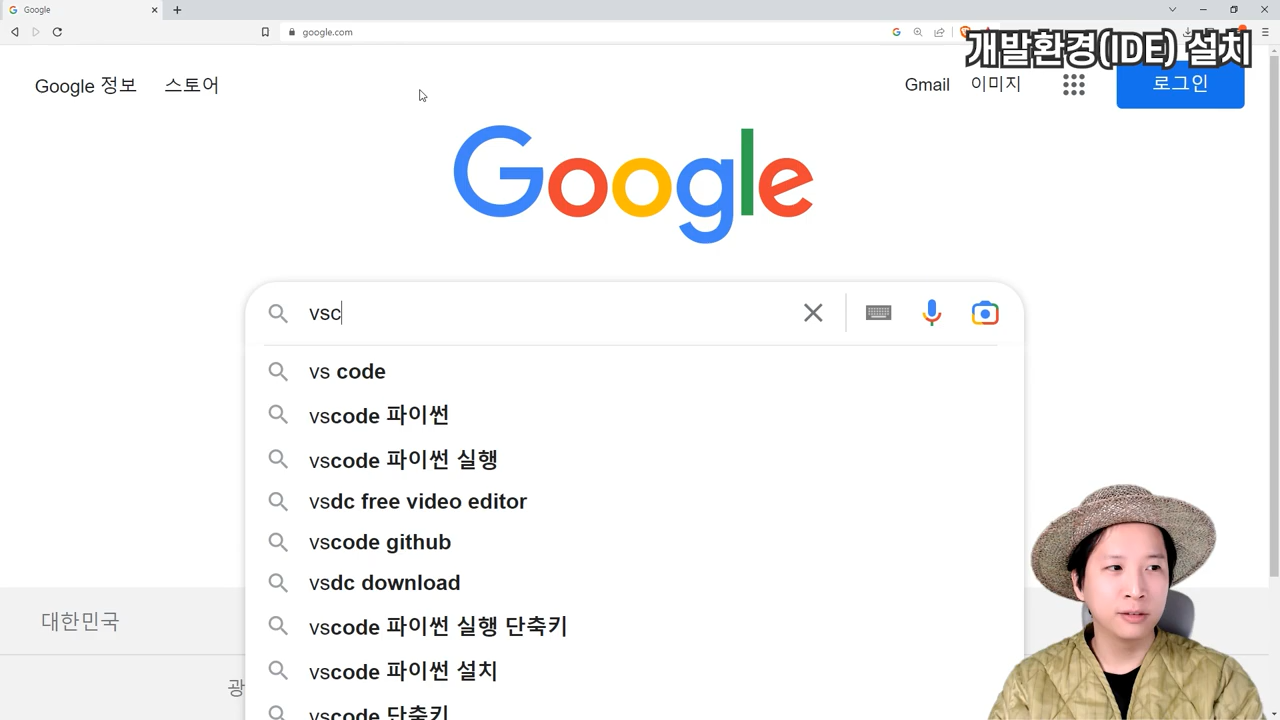 Google
google.com
개발환경(IDE) 설치
Google 정보 스토어
Gmail 이미지 로그인
Google
vsc
vs code
vscode 파이썬
vscode 파이썬 실행
vsdc free video editor
vscode github
vsdc download
vscode 파이썬 실행 단축키
대한민국
vscode 파이썬 설치
광
vscode 단축키